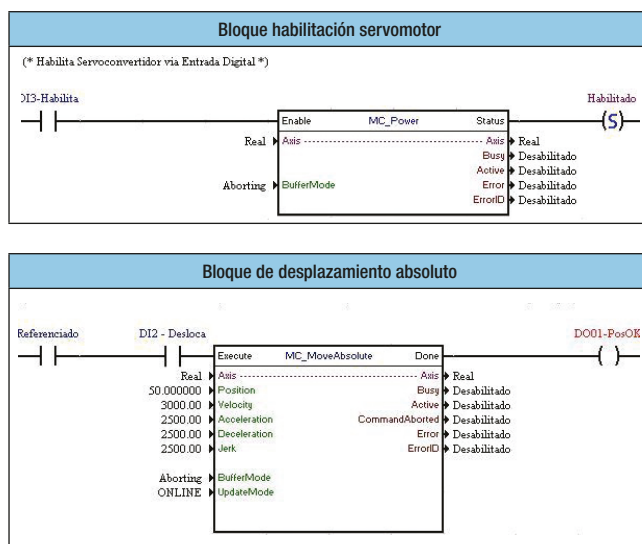 Bloque habilitación servomotor
(* Habilita Servoconvertidor via Entrada Digital *)
DI3-Habilita
Habilitado
Enable MC_Power Status
(S)
Real Axis Axis Real
Busy Desabilitado
Active Desabilitado
Aborting BufferMode Error Desabilitado
ErrorID Desabilitado
Bloque de desplazamiento absoluto
Referenciado DI2 - Desloca DO01-PosOK
Execute MC_MoveAbsolute Done
Real Axis Axis Real
50.000000 Position Busy Desabilitado
3000.00 Velocity Active Desabilitado
2500.00 Acceleration CommandAborted Desabilitado
2500.00 Deceleration Error Desabilitado
2500.00 Jerk ErrorID Desabilitado
Aborting BufferMode
ONLINE UpdateMode